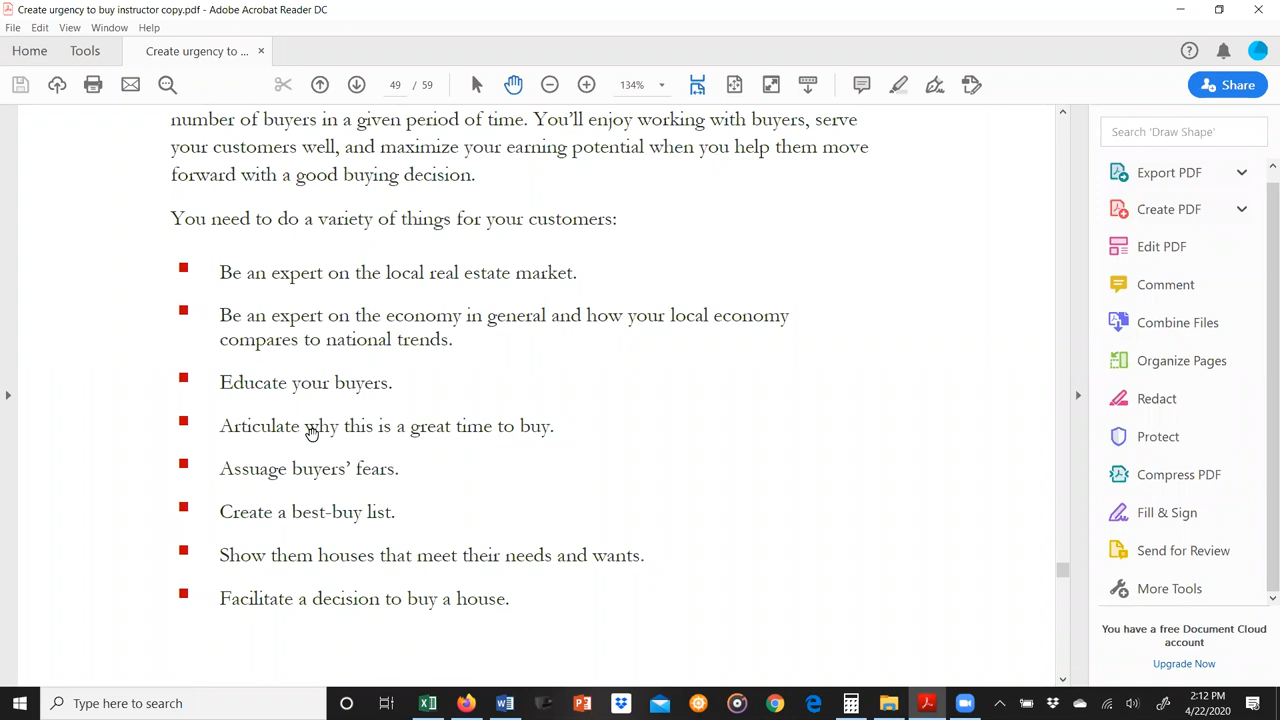 Create urgency to buy instructor copy.pdf - Adobe Acrobat Reader DC
File Edit View Window Help
Home Tools Create urgency to ... ×
49 / 59 134% Share
number of buyers in a given period of time. You’ll enjoy working with buyers, serve
your customers well, and maximize your earning potential when you help them move
forward with a good buying decision.
You need to do a variety of things for your customers:
Be an expert on the local real estate market.
Be an expert on the economy in general and how your local economy
compares to national trends.
Educate your buyers.
Articulate why this is a great time to buy.
Assuage buyers’ fears.
Create a best-buy list.
Show them houses that meet their needs and wants.
Facilitate a decision to buy a house.
Search 'Draw Shape'
Export PDF
Create PDF
Edit PDF
Comment
Combine Files
Organize Pages
Redact
Protect
Compress PDF
Fill & Sign
Send for Review
More Tools
You have a free Document Cloud
account
Upgrade Now
Type here to search
2:12 PM
4/22/2020